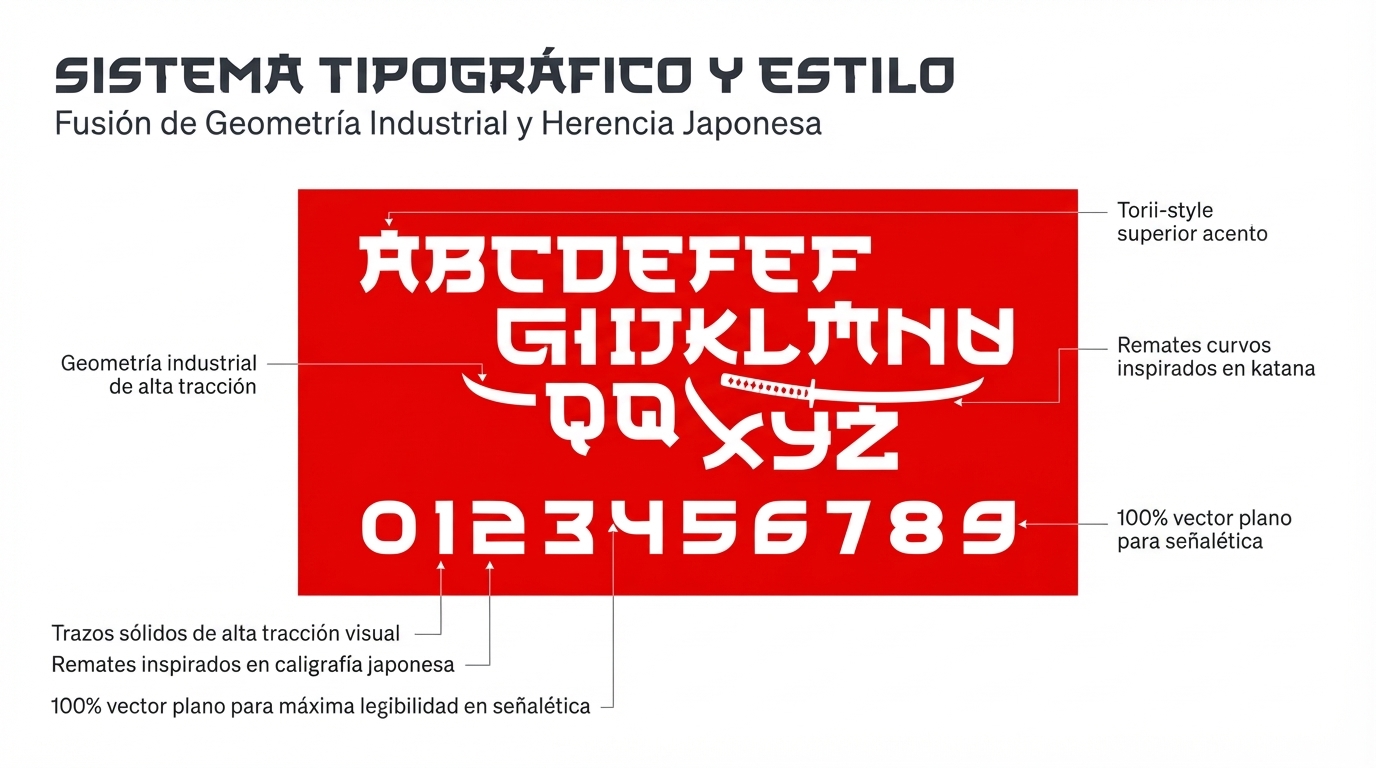 SISTEMA TIPOGRÁFICO Y ESTILO
Fusión de Geometría Industrial y Herencia Japonesa
Torii-style
superior acento
ABCDEFEF
GHIJKLMNN
Geometría industrial
de alta tracción
Remates curvos
inspirados en katana
QQ XYZ
0123456789
100% vector plano
para señalética
Trazos sólidos de alta tracción visual
Remates inspirados en caligrafía japonesa
100% vector plano para máxima legibilidad en señalética